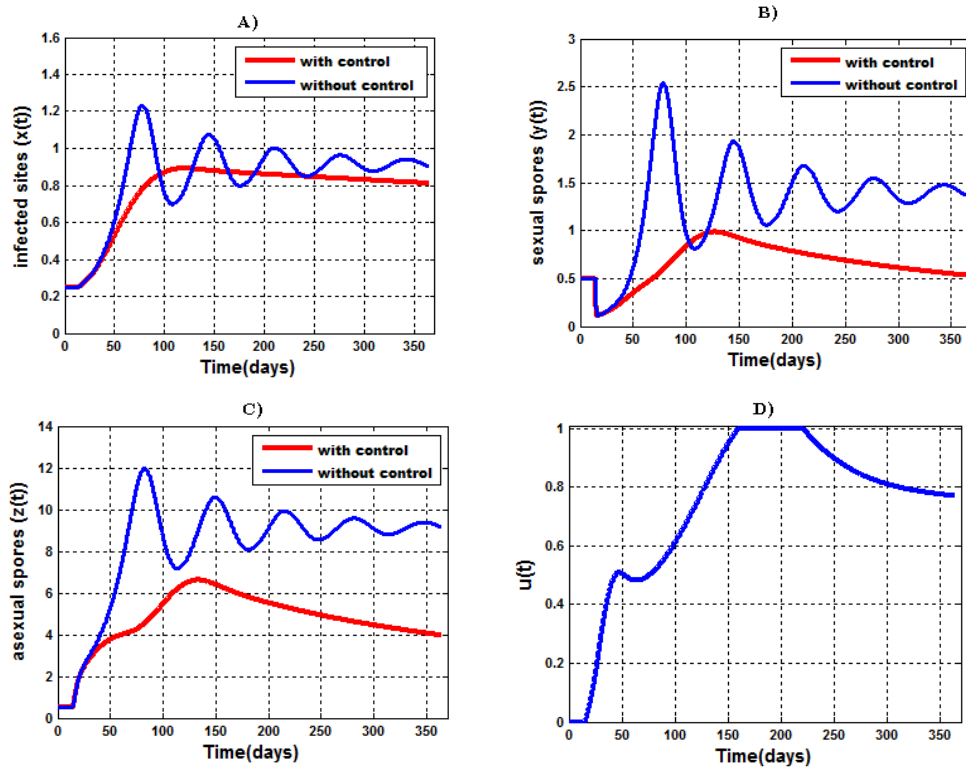 A)
1.6
1.4
1.2
1
0.8
0.6
0.4
0.2
0
infected sites (x(t))
with control
without control
0 50 100 150 200 250 300 350
Time(days)
B)
3
2.5
2
1.5
1
0.5
0
sexual spores (y(t))
with control
without control
0 50 100 150 200 250 300 350
Time(days)
C)
14
12
10
8
6
4
2
0
asexual spores (z(t))
with control
without control
0 50 100 150 200 250 300 350
Time(days)
D)
1
0.8
0.6
0.4
0.2
0
u(t)
0 50 100 150 200 250 300 350
Time(days)